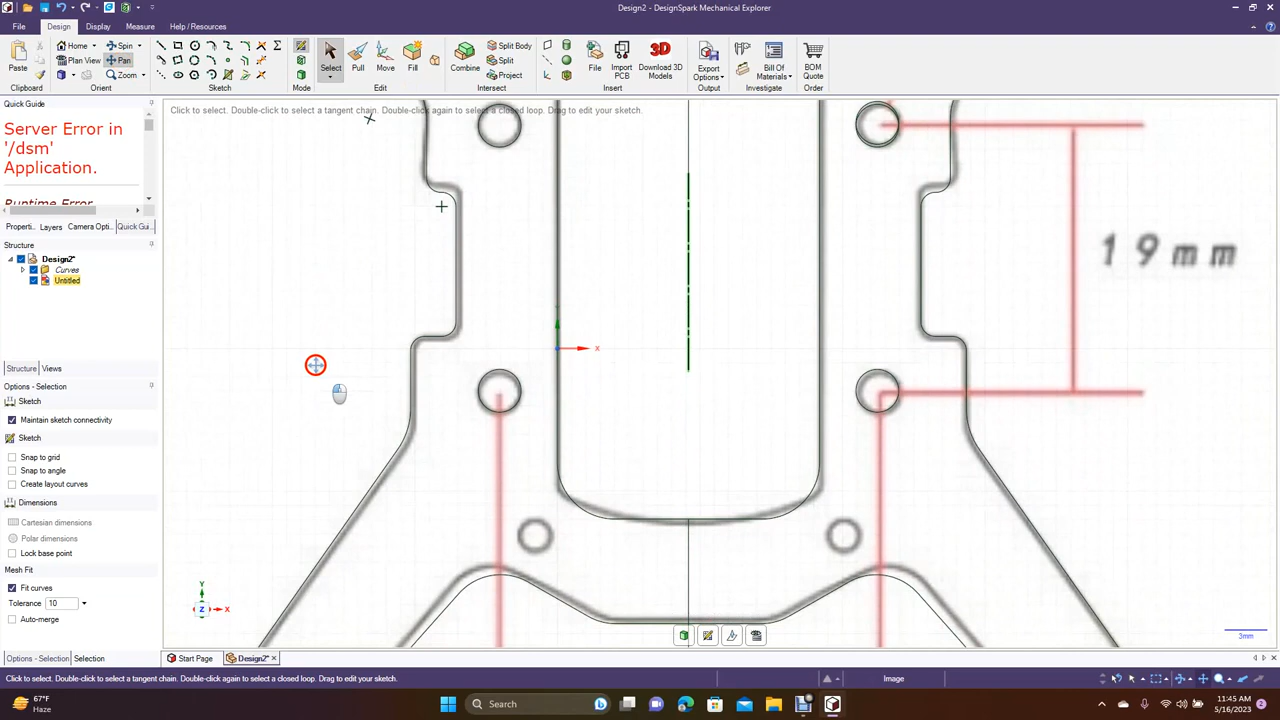 Design2* - DesignSpark Mechanical Explorer
File Design Display Measure Help / Resources
Paste
Clipboard
Home Spin
Plan View Pan
Zoom
Orient
Sketch
Mode
Select Pull Move Fill
Edit
Combine
Split Body
Split
Project
Intersect
File Import PCB Download 3D Models
Insert
Export Options
Output
Bill Of Materials
Investigate
BOM Quote
Order
Quick Guide
Server Error in
'/dsm'
Application.
Runtime Error
Properti... Layers Camera Opti... Quick Gui...
Structure
Design2*
Curves
Untitled
Structure Views
Options - Selection
Sketch
Maintain sketch connectivity
Sketch
Snap to grid
Snap to angle
Create layout curves
Dimensions
Cartesian dimensions
Polar dimensions
Lock base point
Mesh Fit
Fit curves
Tolerance 10
Auto-merge
Options - Selection Selection
Click to select. Double-click to select a tangent chain. Double-click again to select a closed loop. Drag to edit your sketch.
19mm
X
Y
Z X
3mm
Start Page Design2*
Click to select. Double-click to select a tangent chain. Double-click again to select a closed loop. Drag to edit your sketch.
Image
67°F
Haze
Search
11:45 AM
5/16/2023